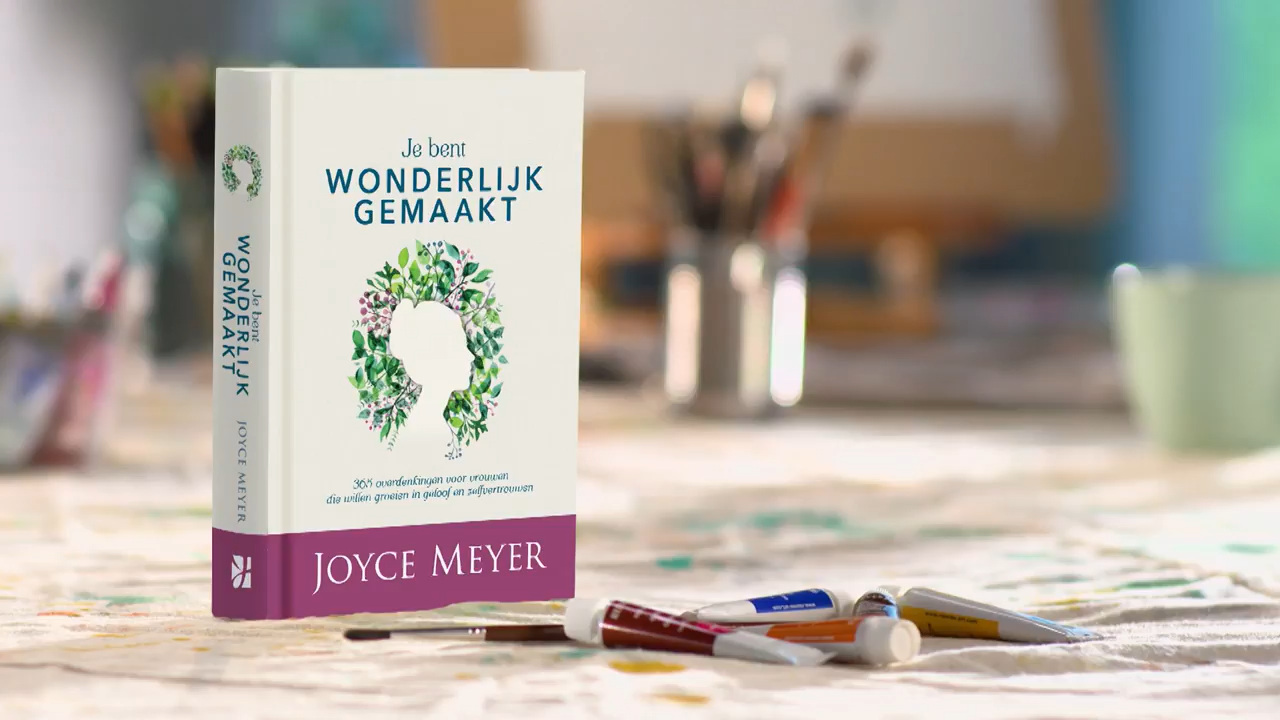 Je bent
WONDERLIJK
GEMAAKT
365 overdenkingen voor vrouwen
die willen groeien in geloof en zelfvertrouwen
JOYCE MEYER
Je bent
WONDERLIJK
GEMAAKT
JOYCE MEYER